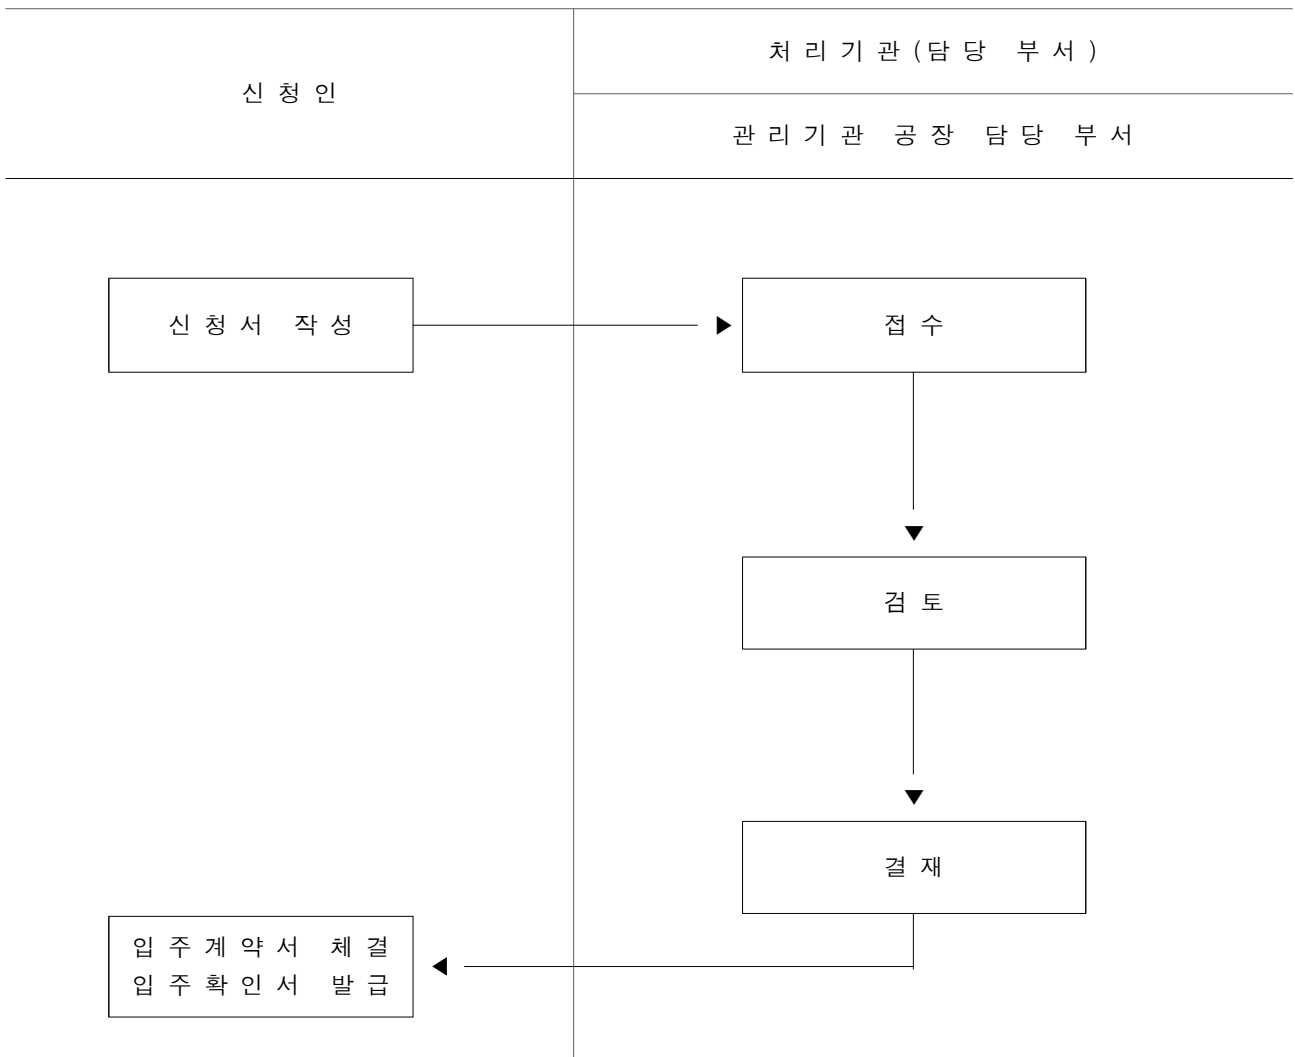 신청인
처리기관(담당 부서)
관리기관 공장 담당 부서
신청서 작성
접수
검토
결재
입주계약서 체결
입주확인서 발급